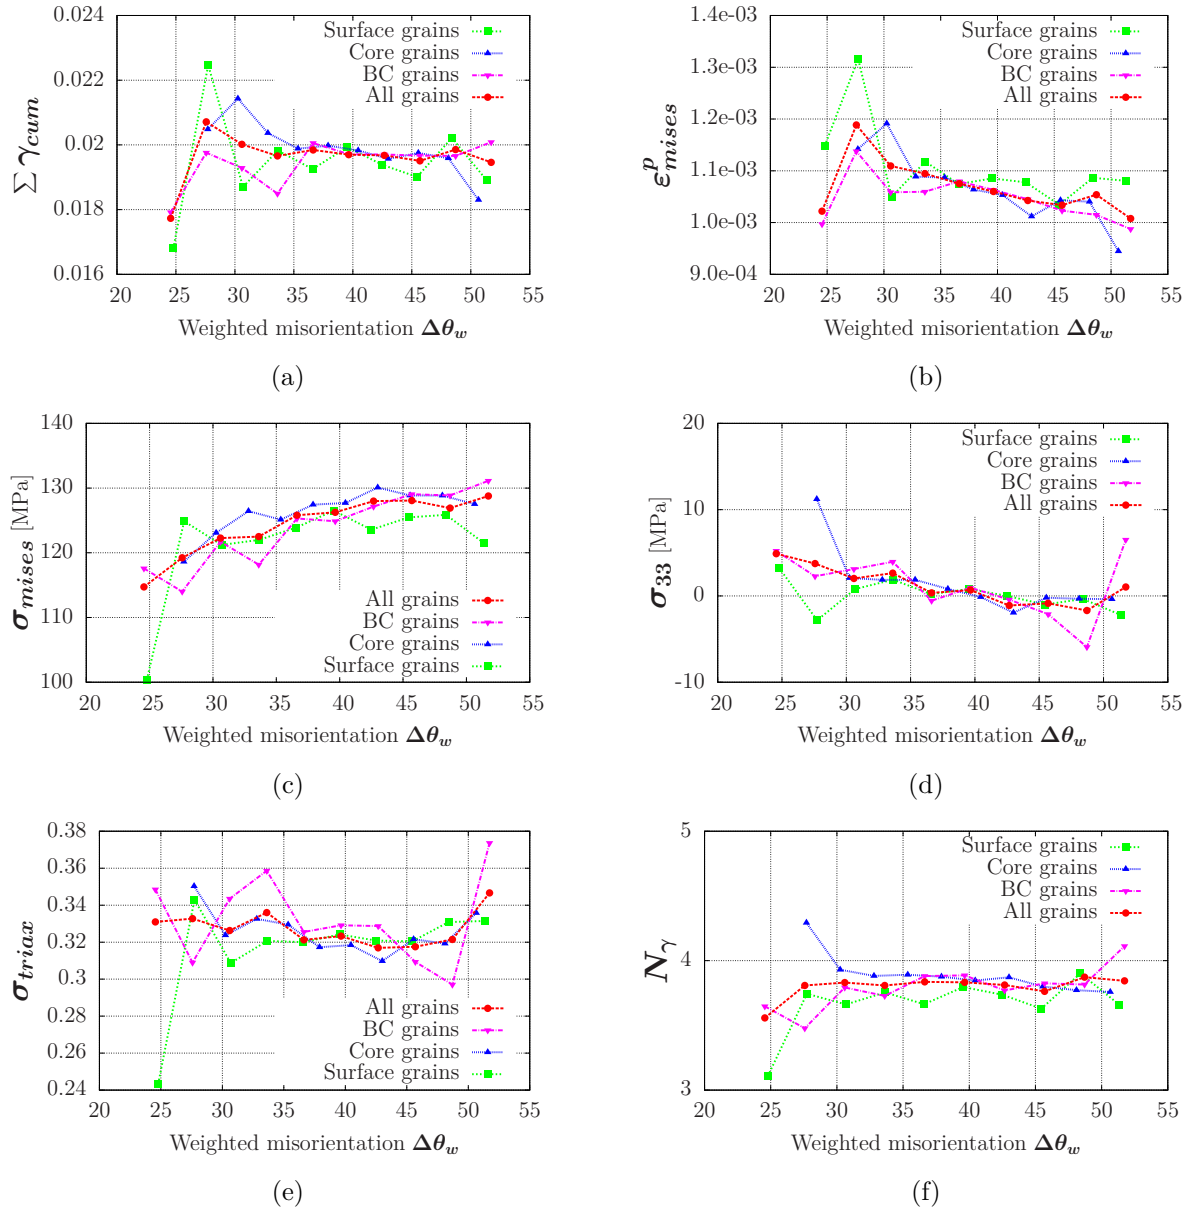 0.024
0.022
0.02
0.018
0.016
20 25 30 35 40 45 50 55
∑ γcum
Surface grains
Core grains
BC grains
All grains
Weighted misorientation Δθw
(a)
1.4e-03
1.3e-03
1.2e-03
1.1e-03
1.0e-03
9.0e-04
20 25 30 35 40 45 50 55
ε^p_mises
Surface grains
Core grains
BC grains
All grains
Weighted misorientation Δθw
(b)
140
130
120
110
100
20 25 30 35 40 45 50 55
σmises [MPa]
All grains
BC grains
Core grains
Surface grains
Weighted misorientation Δθw
(c)
20
10
0
-10
20 25 30 35 40 45 50 55
σ33 [MPa]
Surface grains
Core grains
BC grains
All grains
Weighted misorientation Δθw
(d)
0.38
0.36
0.34
0.32
0.3
0.28
0.26
0.24
20 25 30 35 40 45 50 55
σtriax
All grains
BC grains
Core grains
Surface grains
Weighted misorientation Δθw
(e)
5
4
3
20 25 30 35 40 45 50 55
Nγ
Surface grains
Core grains
BC grains
All grains
Weighted misorientation Δθw
(f)